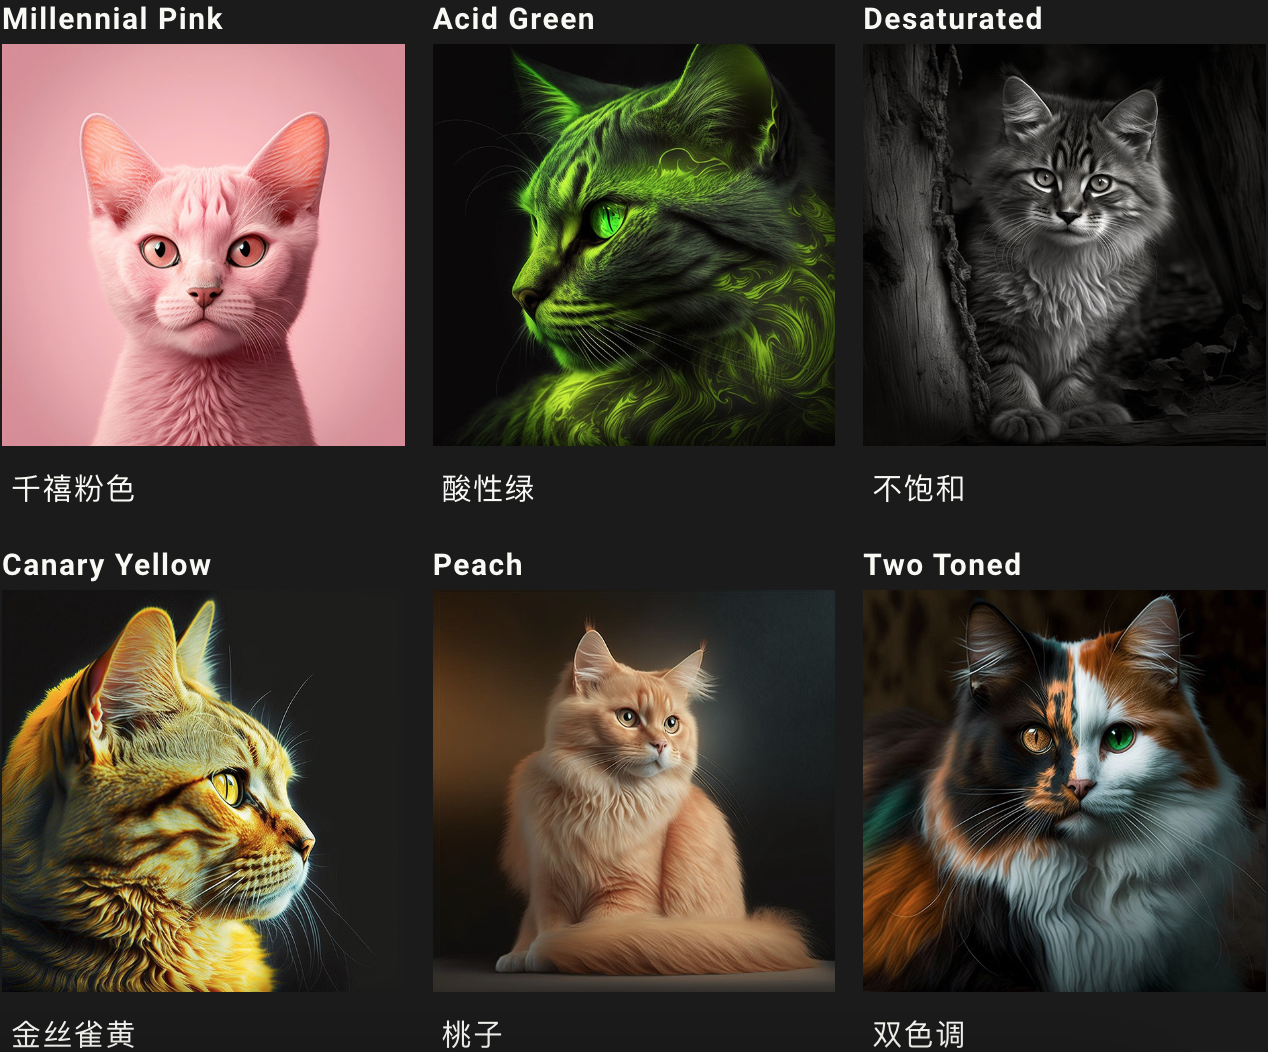 Millennial Pink
Acid Green
Desaturated
千禧粉色
酸性绿
不饱和
Canary Yellow
Peach
Two Toned
金丝雀黄
桃子
双色调